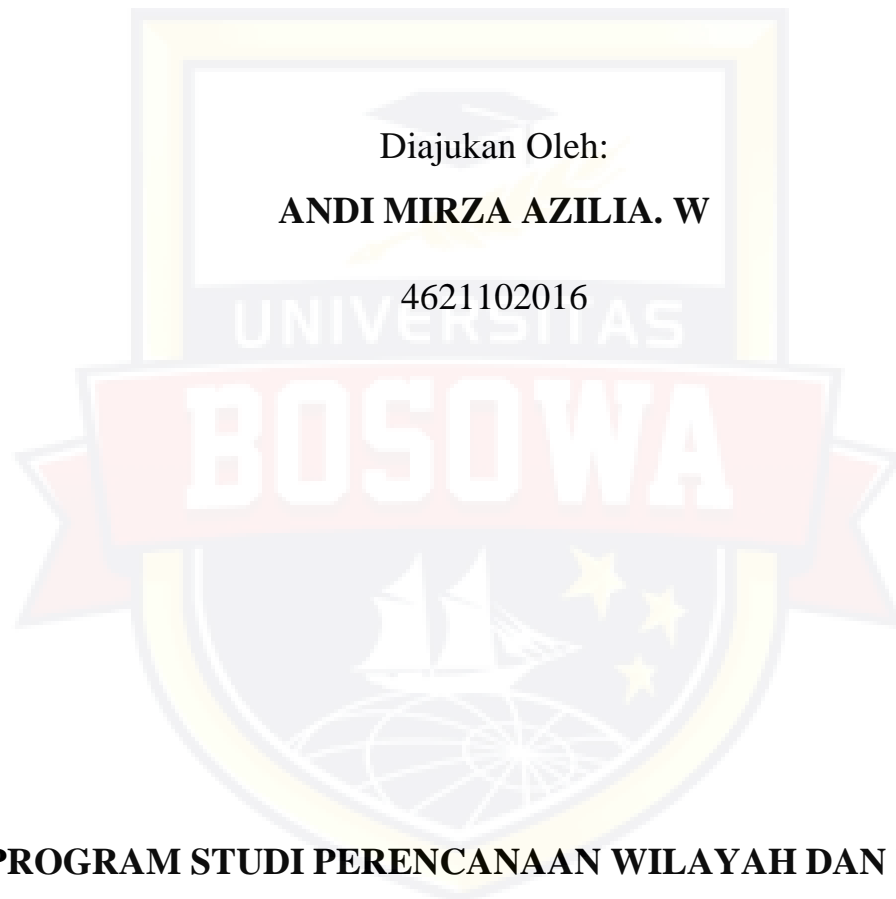 Diajukan Oleh:
ANDI MIRZA AZILIA. W
4621102016
UNIVERSITAS
BOSOWA
PROGRAM STUDI PERENCANAAN WILAYAH DAN